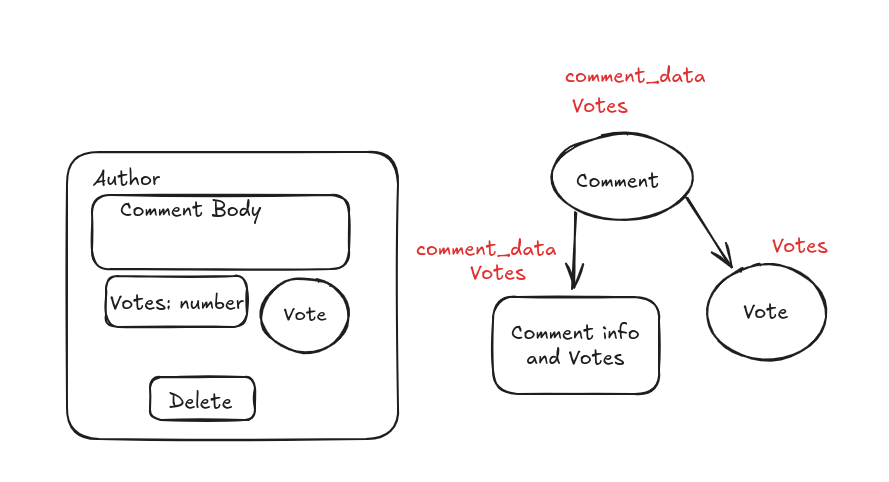 comment_data
Votes
Author
Comment Body
Votes: number
Vote
Delete
Comment
comment_data
Votes
Votes
Comment info
and Votes
Vote